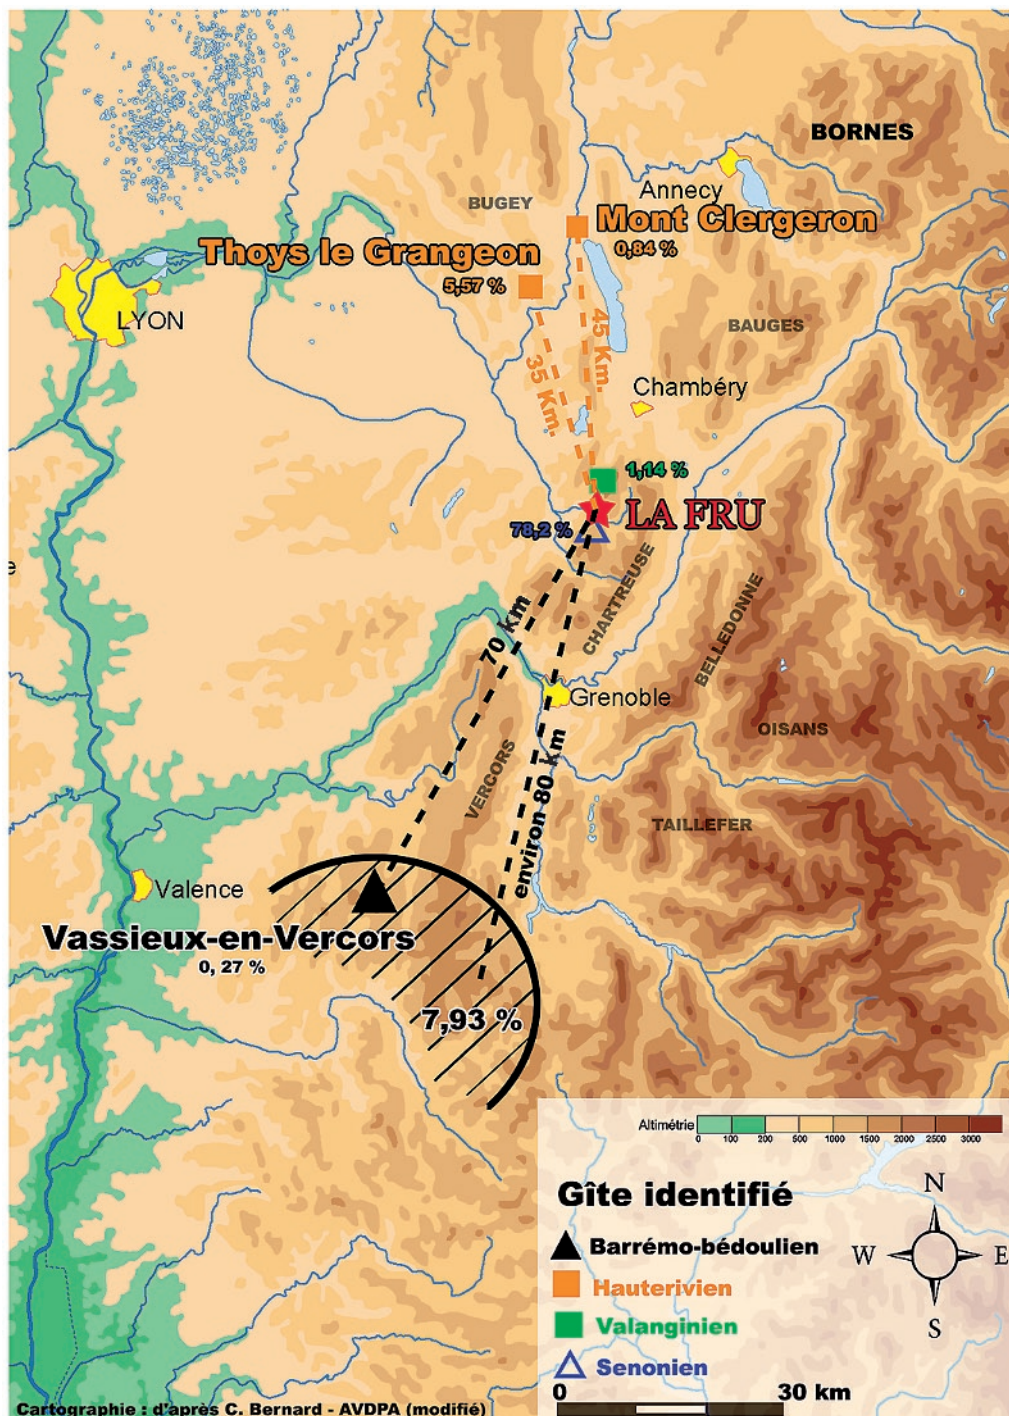 BORNES
Annecy
BUGEY
Mont Clergeron
0,84 %
Thoys le Grangeon
5,57 %
LYON
45 Km.
35 Km.
BAUGES
Chambéry
1,14 %
LA FRU
78,2 %
CHARTREUSE
70 km
BELLEDONNE
Grenoble
OISANS
VERCORS
environ 80 km
TAILLEFER
Valence
Vassieux-en-Vercors
0, 27 %
7,93 %
Altimétrie
0 100 200 500 1000 1500 2000 2500 3000
Gîte identifié
Barrémo-bédoulien
Hauterivien
Valanginien
Senonien
N
W E
S
0 30 km
Cartographie : d'après C. Bernard - AVDPA (modifié)